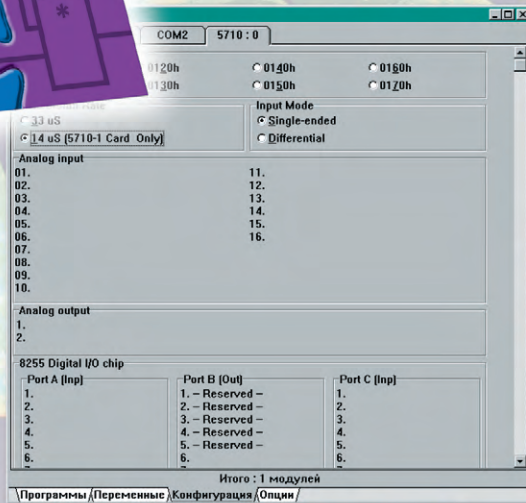 *
COM2 5710 : 0
0120h 0140h 0160h
0130h 0150h 0170h
Input Mode
33 uS Single-ended
14 uS (5710-1 Card Only) Differential
Analog input
01. 11.
02. 12.
03. 13.
04. 14.
05. 15.
06. 16.
07.
08.
09.
10.
Analog output
1.
2.
8255 Digital I/O chip
Port A (Inp) Port B (Out) Port C (Inp)
1. 1. – Reserved – 1.
2. 2. – Reserved – 2.
3. 3. – Reserved – 3.
4. 4. – Reserved – 4.
5. 5. – Reserved – 5.
6. 6. 6.
Итого : 1 модулей
Программы Переменные Конфигурация Опции